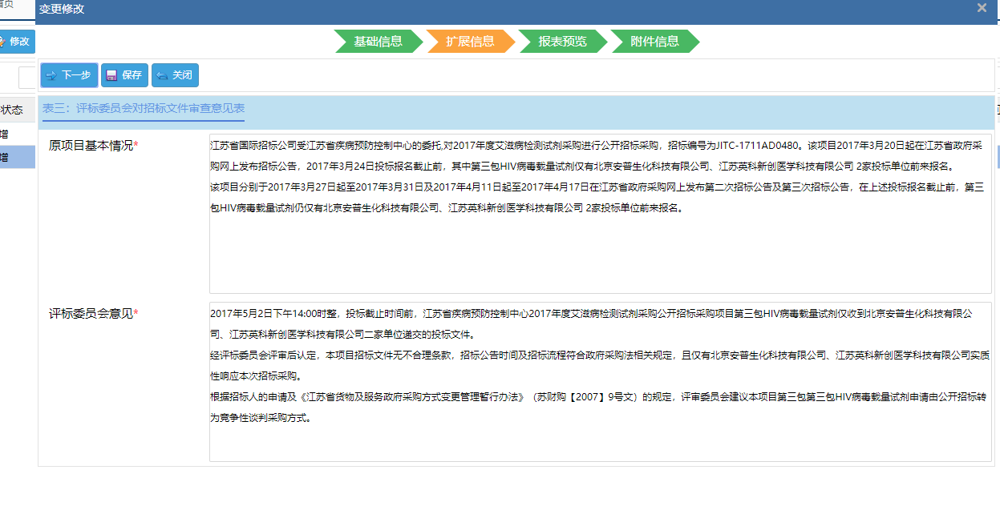 首页
变更修改
修改
基础信息
扩展信息
报表预览
附件信息
下一步
保存
关闭
状态
表三：评标委员会对招标文件审查意见表
增
增
原项目基本情况*
江苏省国际招标公司受江苏省疾病预防控制中心的委托,对2017年度艾滋病检测试剂采购进行公开招标采购，招标编号为JITC-1711AD0480。该项目2017年3月20日起在江苏省政府采
购网上发布招标公告，2017年3月24日投标报名截止前，其中第三包HIV病毒载量试剂仅有北京安普生化科技有限公司、江苏英科新创医学科技有限公司 2家投标单位前来报名。
该项目分别于2017年3月27日起至2017年3月31日及2017年4月11日起至2017年4月17日在江苏省政府采购网上发布第二次招标公告及第三次招标公告，在上述投标报名截止前，第三
包HIV病毒载量试剂仍仅有北京安普生化科技有限公司、江苏英科新创医学科技有限公司 2家投标单位前来报名。
评标委员会意见*
2017年5月2日下午14:00时整，投标截止时间前，江苏省疾病预防控制中心2017年度艾滋病检测试剂采购公开招标采购项目第三包HIV病毒载量试剂仅收到北京安普生化科技有限公
司、江苏英科新创医学科技有限公司二家单位递交的投标文件。
经评标委员会评审后认定，本项目招标文件无不合理条款，招标公告时间及招标流程符合政府采购法相关规定，且仅有北京安普生化科技有限公司、江苏英科新创医学科技有限公司实质
性响应本次招标采购。
根据招标人的申请及《江苏省货物及服务政府采购方式变更管理暂行办法》（苏财购【2007】9号文）的规定，评审委员会建议本项目第三包第三包HIV病毒载量试剂申请由公开招标转
为竞争性谈判采购方式。